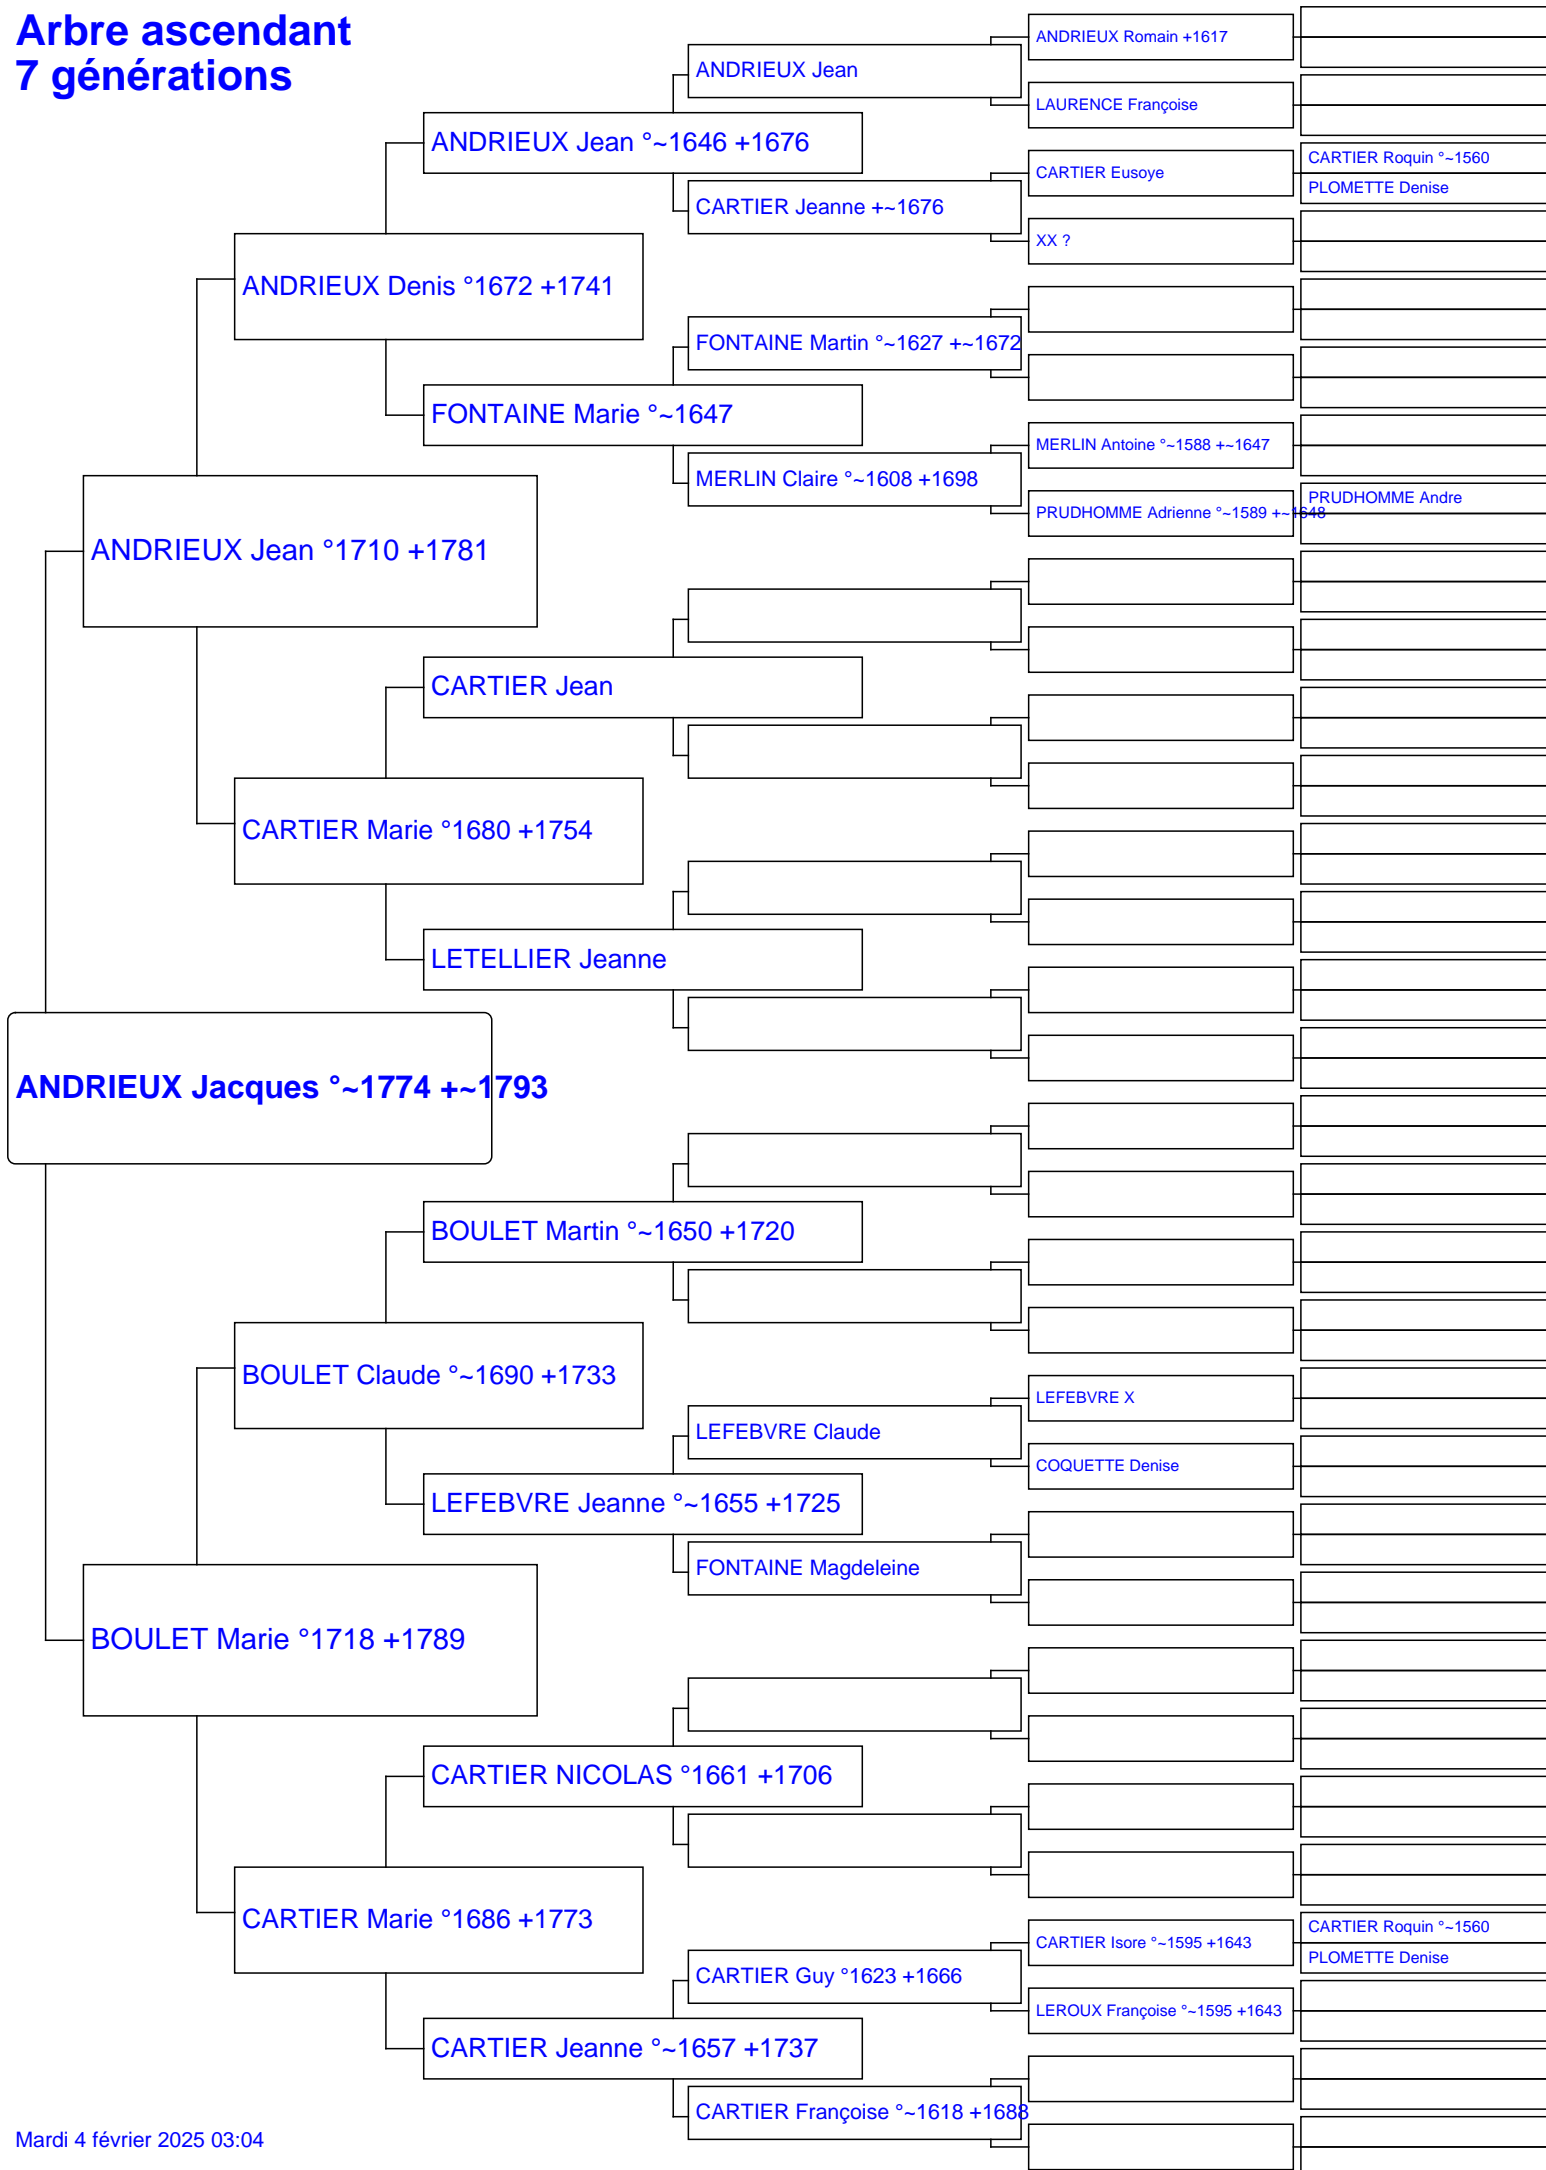 Arbre ascendant
7 générations
ANDRIEUX Romain +1617
ANDRIEUX Jean
LAURENCE Françoise
ANDRIEUX Jean °~1646 +1676
CARTIER Roquin °~1560
CARTIER Eusoye
PLOMETTE Denise
CARTIER Jeanne +~1676
XX ?
ANDRIEUX Denis °1672 +1741
FONTAINE Martin °~1627 +~1672
FONTAINE Marie °~1647
MERLIN Antoine °~1588 +~1647
MERLIN Claire °~1608 +1698
PRUDHOMME Andre
PRUDHOMME Adrienne °~1589 +~1648
ANDRIEUX Jean °1710 +1781
CARTIER Jean
CARTIER Marie °1680 +1754
LETELLIER Jeanne
ANDRIEUX Jacques °~1774 +~1793
BOULET Martin °~1650 +1720
BOULET Claude °~1690 +1733
LEFEBVRE X
LEFEBVRE Claude
COQUETTE Denise
LEFEBVRE Jeanne °~1655 +1725
FONTAINE Magdeleine
BOULET Marie °1718 +1789
CARTIER NICOLAS °1661 +1706
CARTIER Marie °1686 +1773
CARTIER Roquin °~1560
CARTIER Isore °~1595 +1643
PLOMETTE Denise
CARTIER Guy °1623 +1666
LEROUX Françoise °~1595 +1643
CARTIER Jeanne °~1657 +1737
CARTIER Françoise °~1618 +1688
Mardi 4 février 2025 03:04